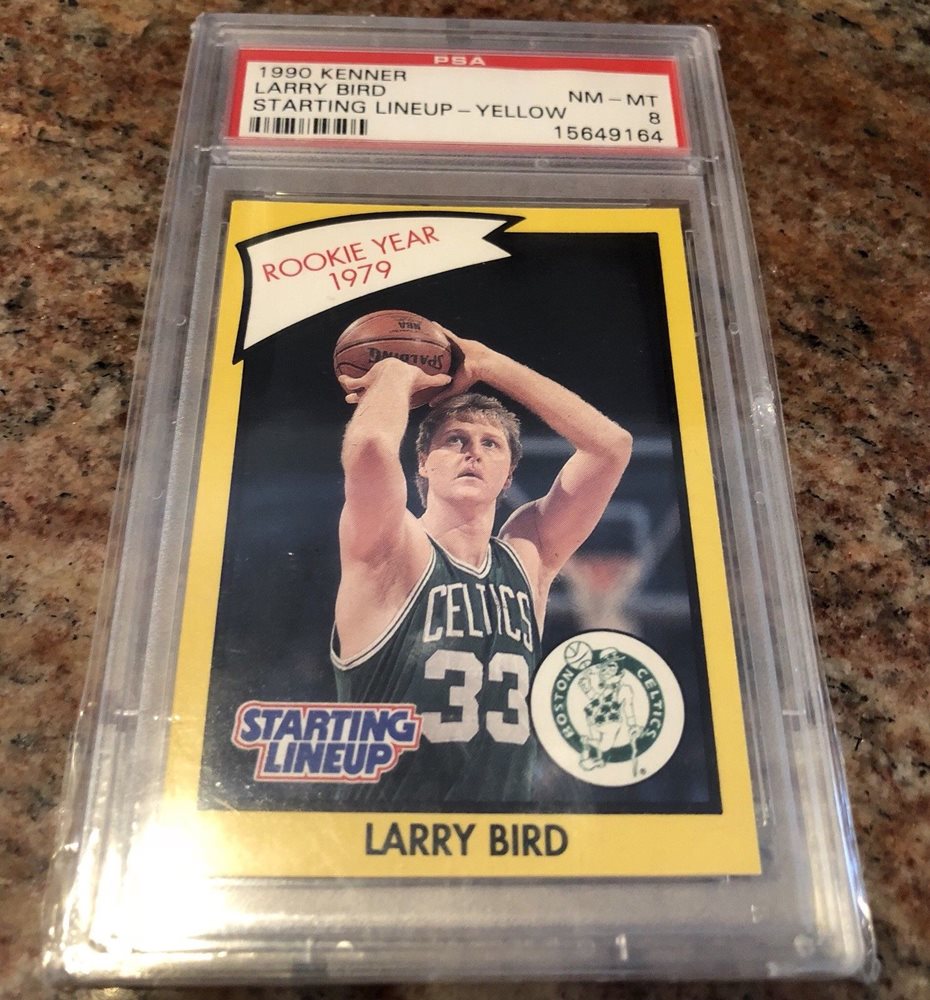 PSA
1990 KENNER
LARRY BIRD
NM - MT
STARTING LINEUP - YELLOW
8
15649164
ROOKIE YEAR
1979
NBA
SPALDING
CELTICS
33
BOSTON CELTICS
STARTING
LINEUP
LARRY BIRD